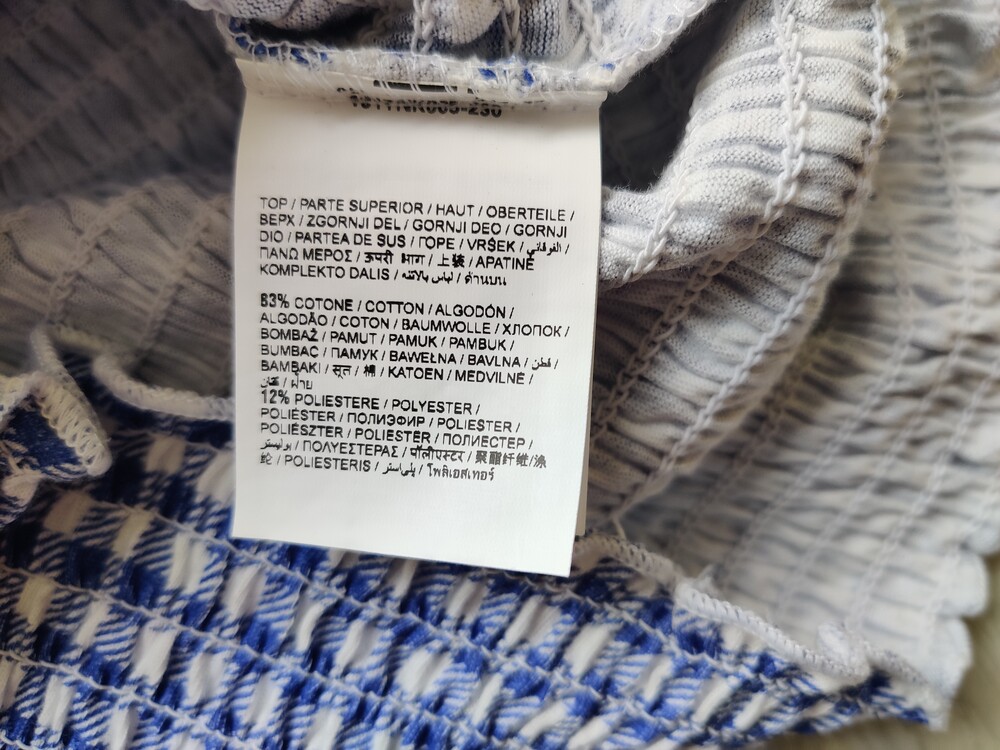 TOP / PARTE SUPERIOR / HAUT / OBERTEILE /
ВЕРХ / ZGORNJI DEL / GORNJI DEO / GORNJI
DIO / PARTEA DE SUS / ГОРЕ / VRŠEK / الفوقاني /
ΠΑΝΩ ΜΕΡΟΣ / ऊपरी भाग / 上装 / APATINĖ
KOMPLEKTO DALIS / لباس بالاتنه / ด้านบน
83% COTONE / COTTON / ALGODÓN /
ALGODÃO / COTON / BAUMWOLLE / ХЛОПОК /
BOMBAŽ / PAMUT / PAMUK / PAMBUK /
BUMBAC / ПАМУК / BAWEŁNA / BAVLNA / قطن /
BAMBAKI / सूत / 棉 / KATOEN / MEDVILNĖ /
/ ฝ้าย
12% POLIESTERE / POLYESTER /
POLIÉSTER / ПОЛИЭФИР / POLIESTER /
POLIÉSZTER / POLIESTER / ПОЛИЕСТЕР /
بوليستر / ΠΟΛΥΕΣΤΕΡΑΣ / पॉलीएस्टर / 聚酯纤维/涤
纶 / POLIESTERIS / پلی‌استر / โพลิเอสเทอร์